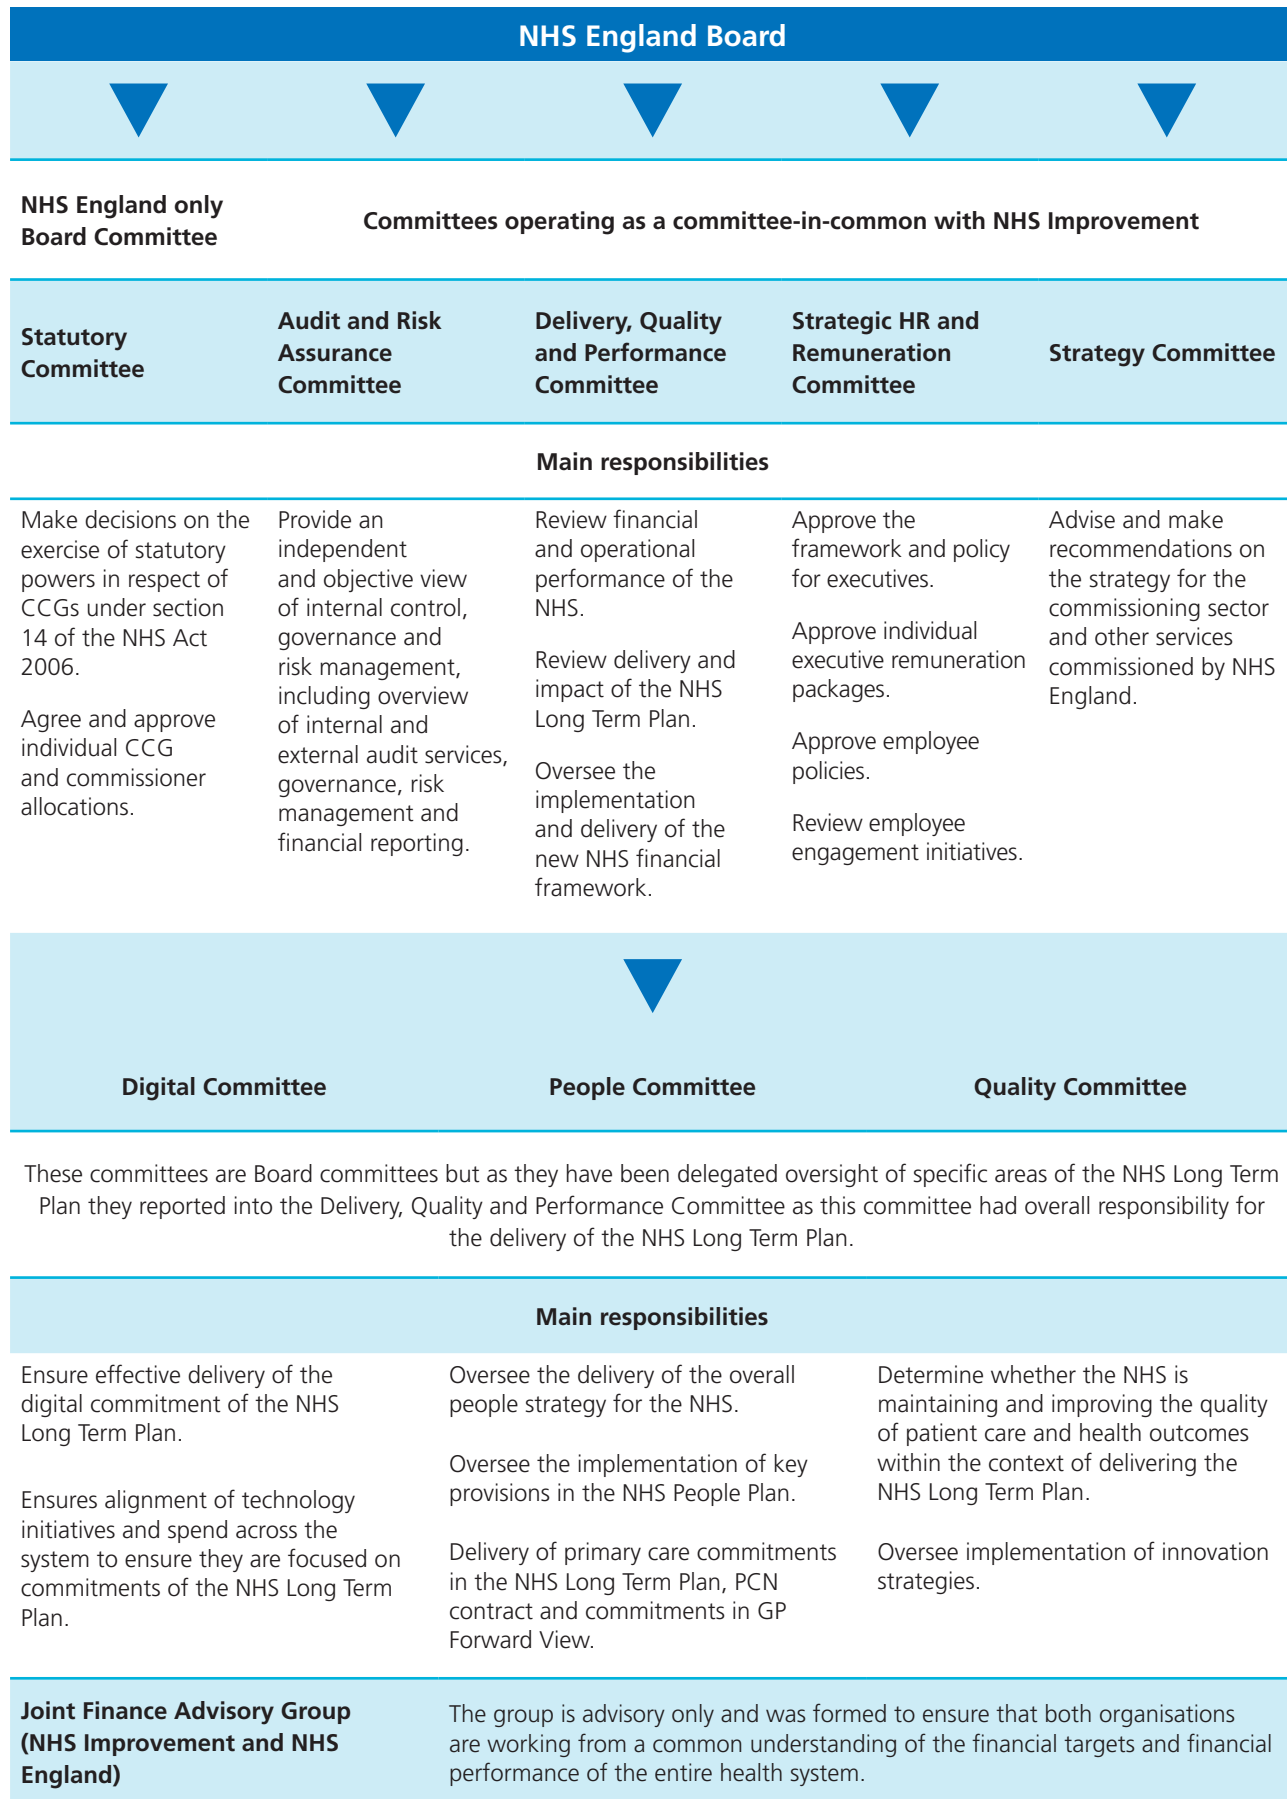 NHS England Board
NHS England only
Board Committee
Committees operating as a committee-in-common with NHS Improvement
Statutory
Committee
Audit and Risk
Assurance
Committee
Delivery, Quality
and Performance
Committee
Strategic HR and
Remuneration
Committee
Strategy Committee
Main responsibilities
Make decisions on the
exercise of statutory
powers in respect of
CCGs under section
14 of the NHS Act
2006.
Agree and approve
individual CCG
and commissioner
allocations.
Provide an
independent
and objective view
of internal control,
governance and
risk management,
including overview
of internal and
external audit services,
governance, risk
management and
financial reporting.
Review financial
and operational
performance of the
NHS.
Review delivery and
impact of the NHS
Long Term Plan.
Oversee the
implementation
and delivery of the
new NHS financial
framework.
Approve the
framework and policy
for executives.
Approve individual
executive remuneration
packages.
Approve employee
policies.
Review employee
engagement initiatives.
Advise and make
recommendations on
the strategy for the
commissioning sector
and other services
commissioned by NHS
England.
Digital Committee
People Committee
Quality Committee
These committees are Board committees but as they have been delegated oversight of specific areas of the NHS Long Term
Plan they reported into the Delivery, Quality and Performance Committee as this committee had overall responsibility for
the delivery of the NHS Long Term Plan.
Main responsibilities
Ensure effective delivery of the
digital commitment of the NHS
Long Term Plan.
Ensures alignment of technology
initiatives and spend across the
system to ensure they are focused on
commitments of the NHS Long Term
Plan.
Oversee the delivery of the overall
people strategy for the NHS.
Oversee the implementation of key
provisions in the NHS People Plan.
Delivery of primary care commitments
in the NHS Long Term Plan, PCN
contract and commitments in GP
Forward View.
Determine whether the NHS is
maintaining and improving the quality
of patient care and health outcomes
within the context of delivering the
NHS Long Term Plan.
Oversee implementation of innovation
strategies.
Joint Finance Advisory Group
(NHS Improvement and NHS
England)
The group is advisory only and was formed to ensure that both organisations
are working from a common understanding of the financial targets and financial
performance of the entire health system.